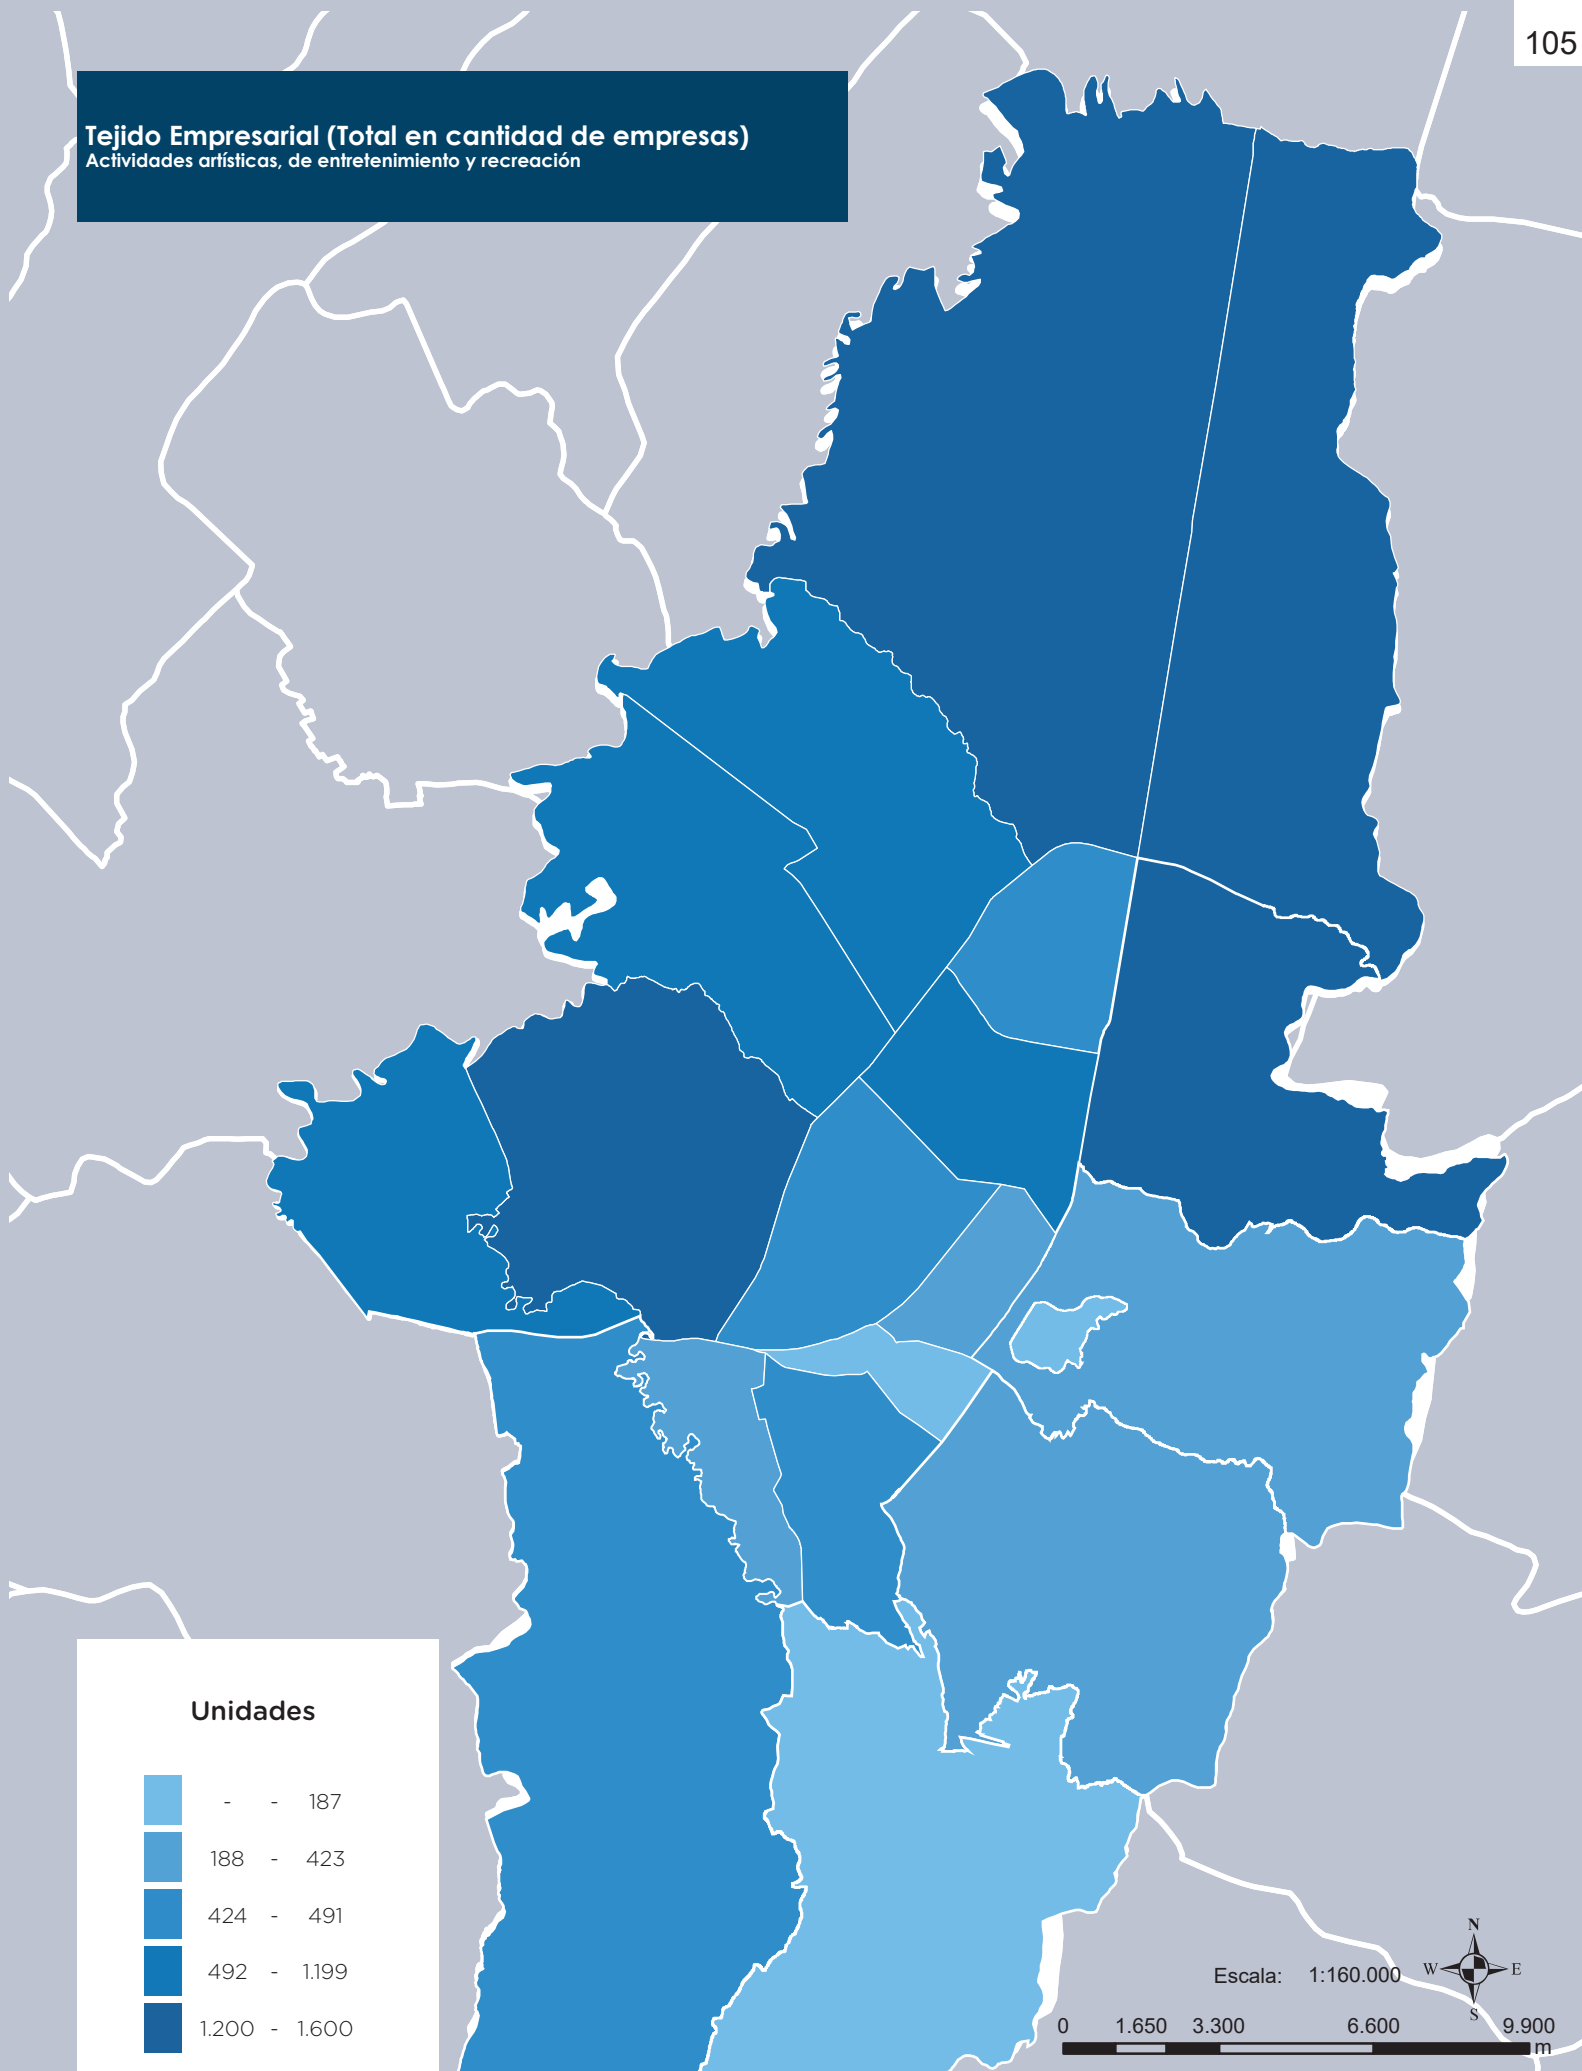 105
Tejido Empresarial (Total en cantidad de empresas)
Actividades artísticas, de entretenimiento y recreación
Unidades
- - 187
188 - 423
424 - 491
492 - 1.199
1.200 - 1.600
Escala: 1:160.000
N
W E
S
0 1.650 3.300 6.600 9.900
m